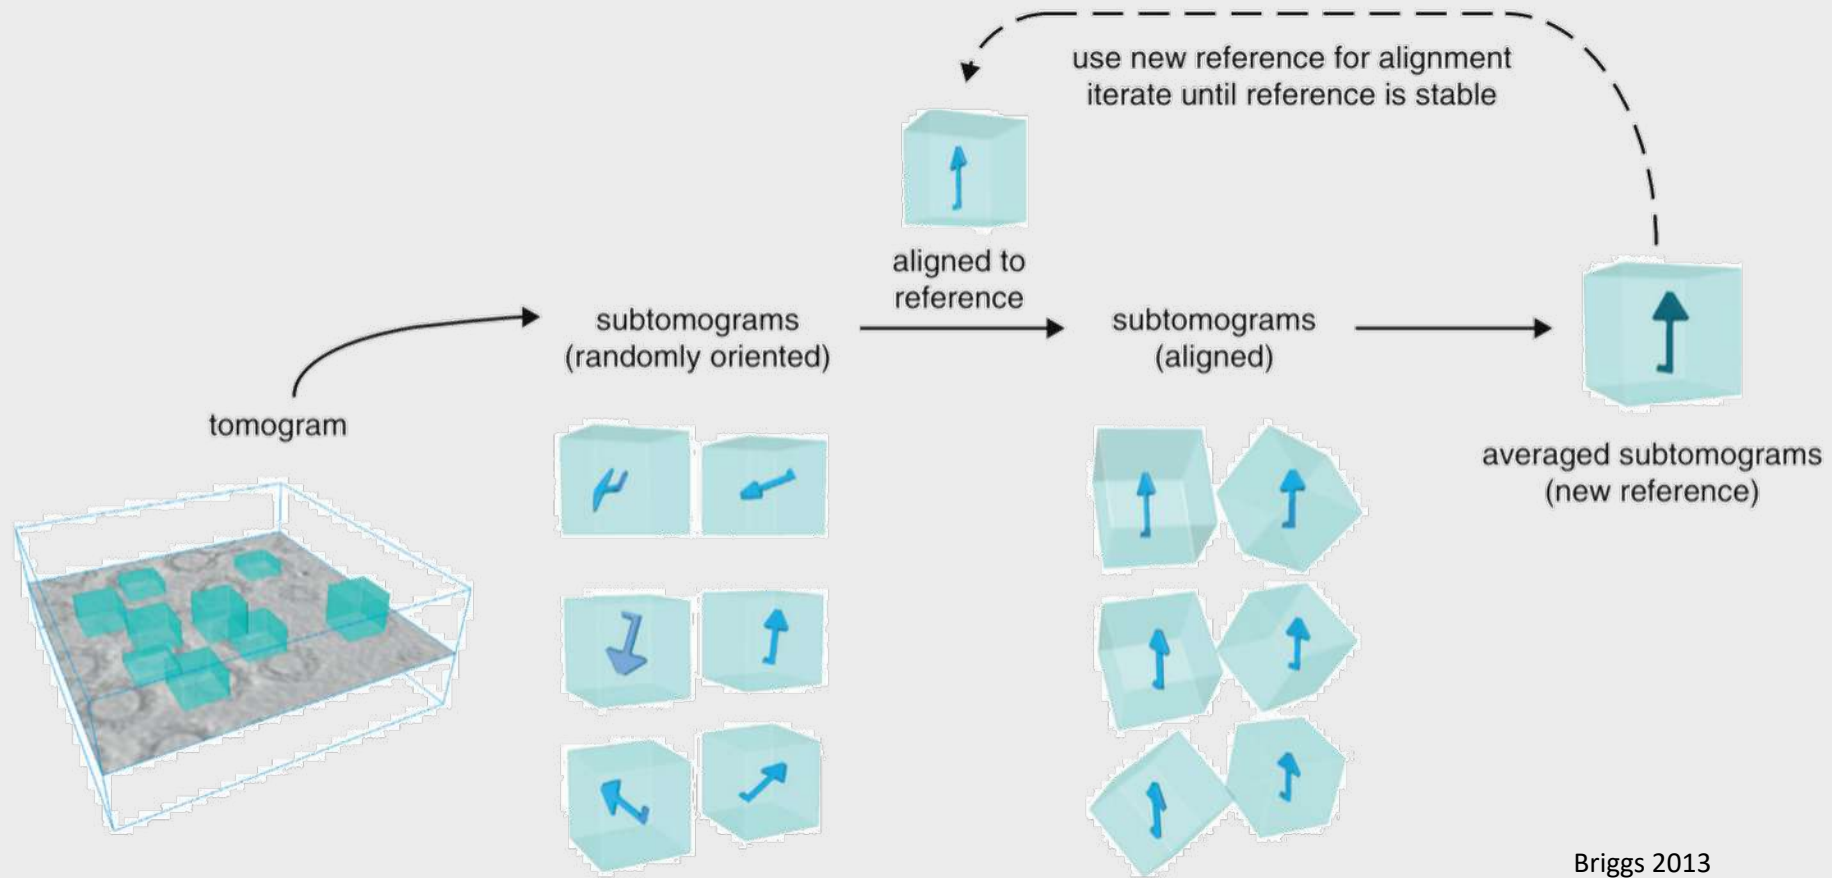 use new reference for alignment
iterate until reference is stable
aligned to
reference
subtomograms
(randomly oriented)
subtomograms
(aligned)
tomogram
averaged subtomograms
(new reference)
Briggs 2013